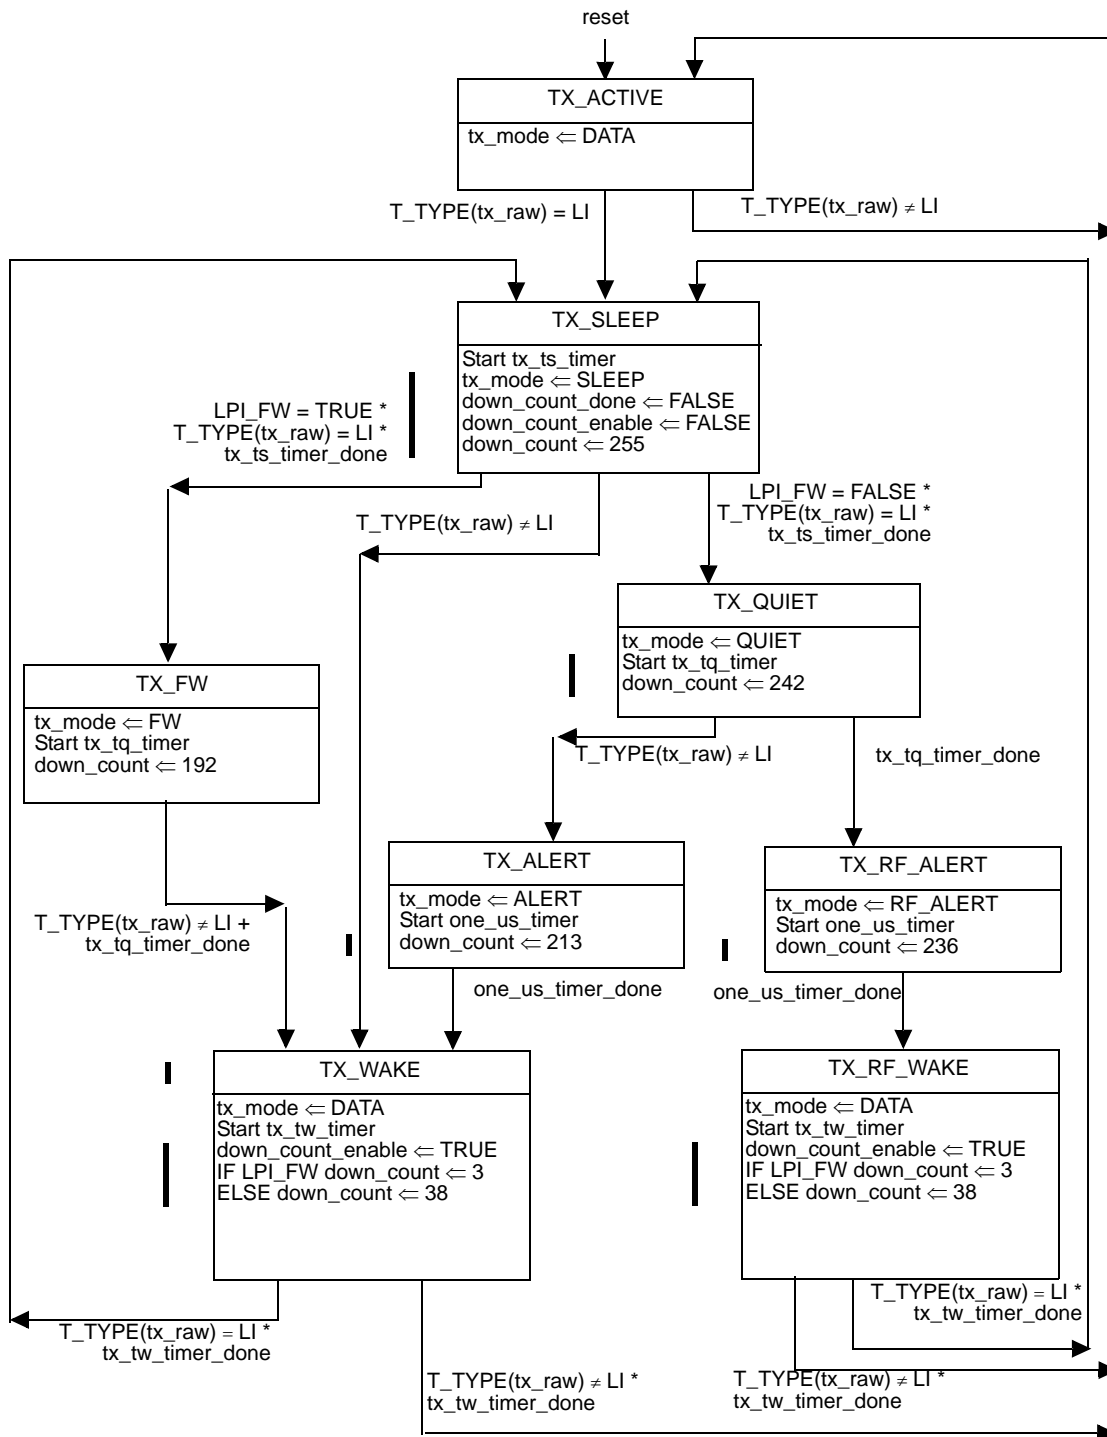 reset
TX_ACTIVE
tx_mode ⇐ DATA
T_TYPE(tx_raw) = LI
T_TYPE(tx_raw) ≠ LI
TX_SLEEP
Start tx_ts_timer
tx_mode ⇐ SLEEP
down_count_done ⇐ FALSE
down_count_enable ⇐ FALSE
down_count ⇐ 255
LPI_FW = TRUE *
T_TYPE(tx_raw) = LI *
tx_ts_timer_done
T_TYPE(tx_raw) ≠ LI
LPI_FW = FALSE *
T_TYPE(tx_raw) = LI *
tx_ts_timer_done
TX_QUIET
tx_mode ⇐ QUIET
Start tx_tq_timer
down_count ⇐ 242
TX_FW
tx_mode ⇐ FW
Start tx_tq_timer
down_count ⇐ 192
T_TYPE(tx_raw) ≠ LI
tx_tq_timer_done
TX_ALERT
tx_mode ⇐ ALERT
Start one_us_timer
down_count ⇐ 213
TX_RF_ALERT
tx_mode ⇐ RF_ALERT
Start one_us_timer
down_count ⇐ 236
T_TYPE(tx_raw) ≠ LI +
tx_tq_timer_done
one_us_timer_done
one_us_timer_done
TX_WAKE
tx_mode ⇐ DATA
Start tx_tw_timer
down_count_enable ⇐ TRUE
IF LPI_FW down_count ⇐ 3
ELSE down_count ⇐ 38
TX_RF_WAKE
tx_mode ⇐ DATA
Start tx_tw_timer
down_count_enable ⇐ TRUE
IF LPI_FW down_count ⇐ 3
ELSE down_count ⇐ 38
T_TYPE(tx_raw) = LI *
tx_tw_timer_done
T_TYPE(tx_raw) = LI *
tx_tw_timer_done
T_TYPE(tx_raw) ≠ LI *
tx_tw_timer_done
T_TYPE(tx_raw) ≠ LI *
tx_tw_timer_done